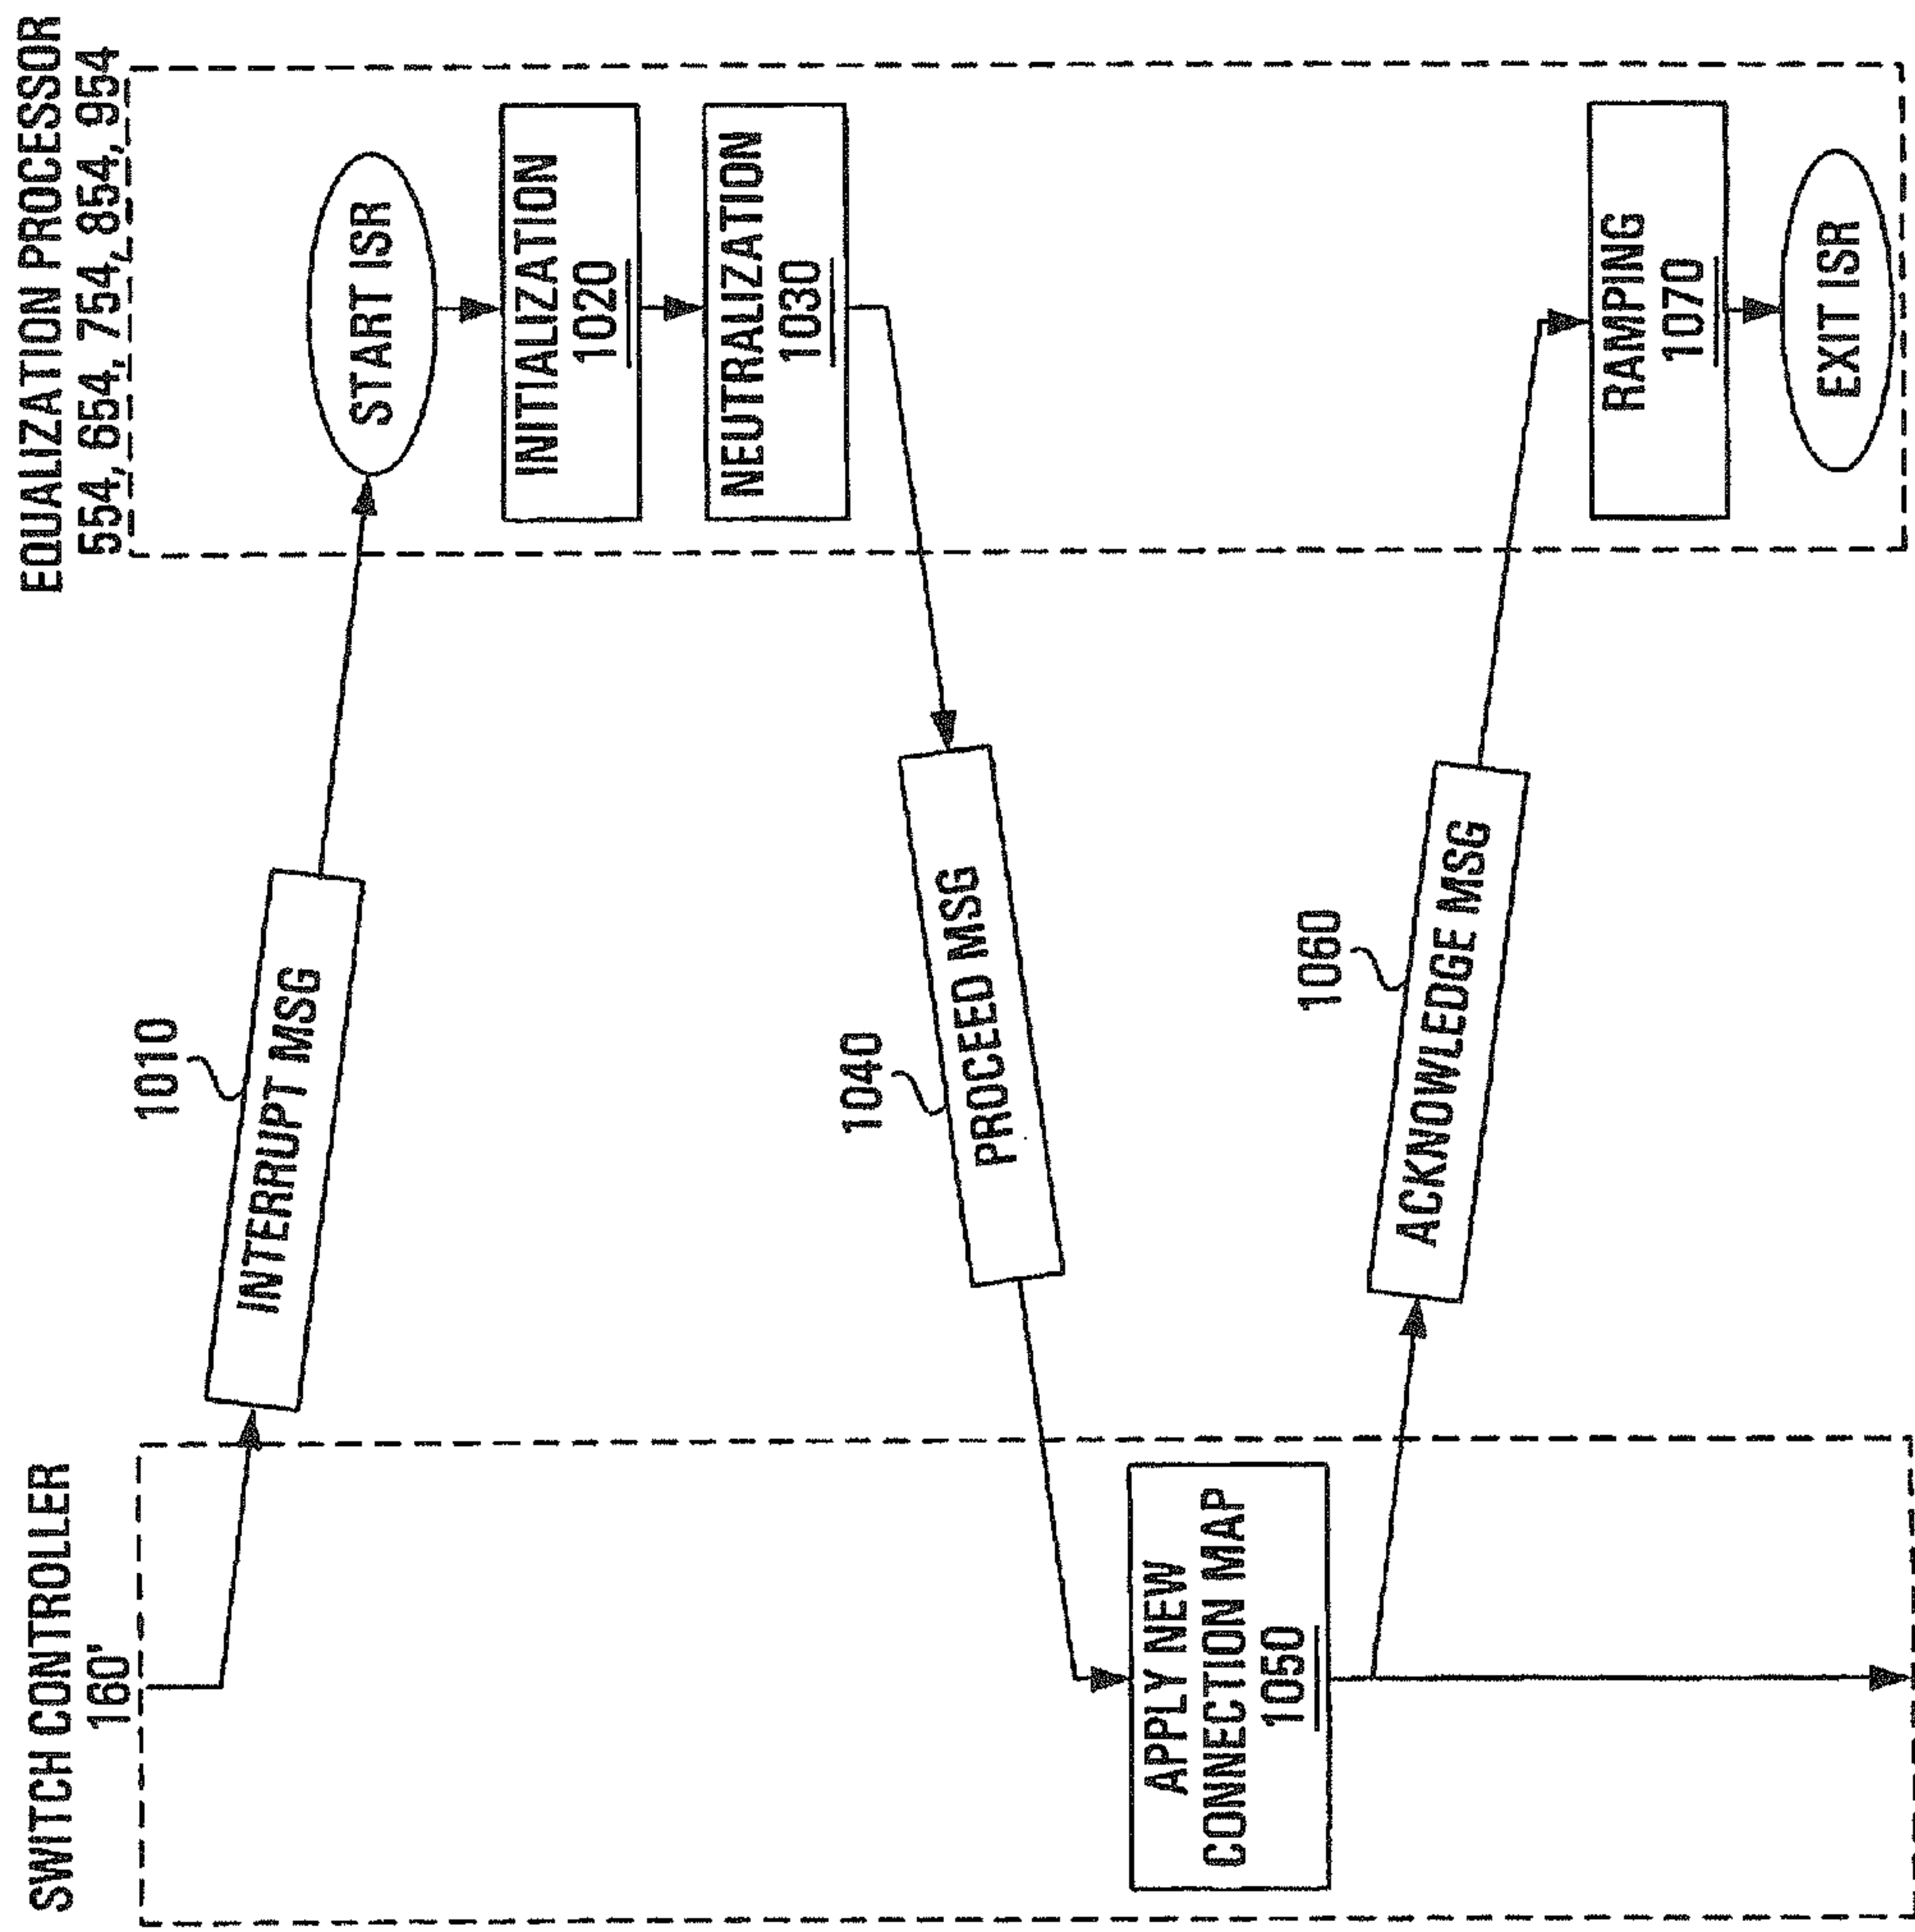 SWITCH CONTROLLER
160'
EQUALIZATION PROCESSOR
554, 654, 754, 854, 954
1010
INTERRUPT MSG
START ISR
INITIALIZATION
1020
NEUTRALIZATION
1030
1040
PROCEED MSG
APPLY NEW
CONNECTION MAP
1050
1060
ACKNOWLEDGE MSG
RAMPING
1070
EXIT ISR